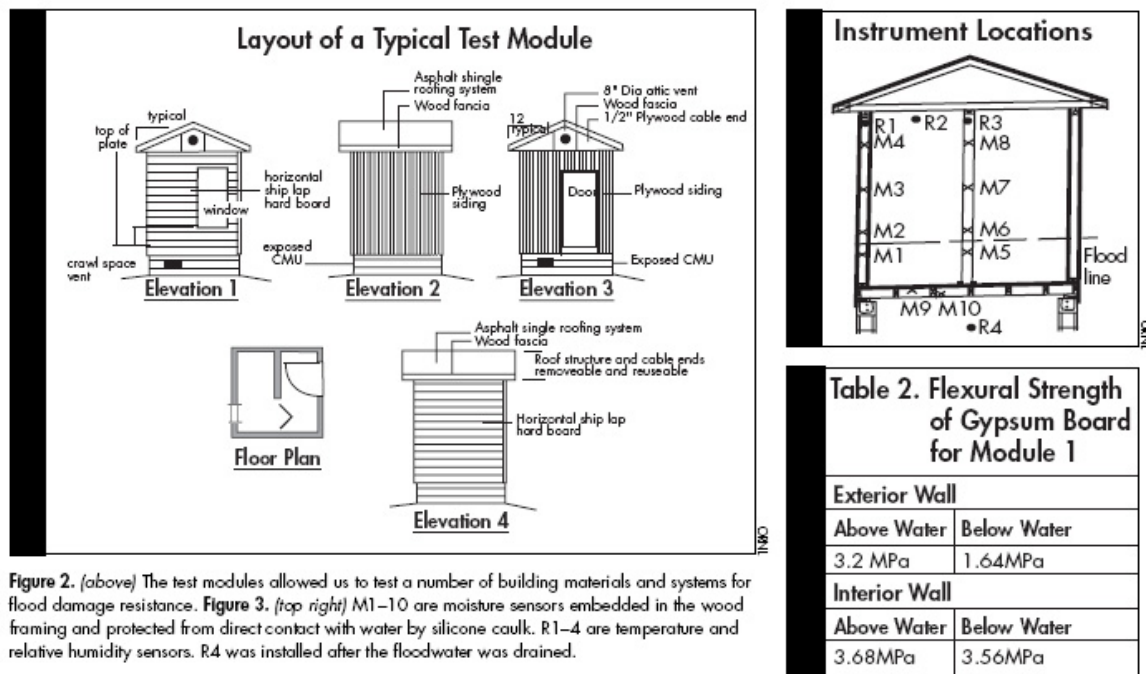 Layout of a Typical Test Module
typical
top of
plate
horizontal
ship lap
hard board
window
crawl space
vent
Elevation 1
Asphalt shingle
roofing system
Wood fancia
Plywood
siding
exposed
CMU
Elevation 2
8" Dia attic vent
Wood fascia
1/2" Plywood cable end
12
typical
Door
Plywood siding
Exposed CMU
Elevation 3
Floor Plan
Asphalt single roofing system
Wood fascia
Roof structure and cable ends
removeable and reuseable
Horizontal ship lap
hard board
Elevation 4
ORNL
Figure 2. (above) The test modules allowed us to test a number of building materials and systems for
flood damage resistance. Figure 3. (top right) M1–10 are moisture sensors embedded in the wood
framing and protected from direct contact with water by silicone caulk. R1–4 are temperature and
relative humidity sensors. R4 was installed after the floodwater was drained.
Instrument Locations
R1 R2 R3
M4 M8
M3 M7
M2 M6
M1 M5
Flood
line
M9 M10
R4
ORNL
Table 2. Flexural Strength
of Gypsum Board
for Module 1
Exterior Wall
Above Water Below Water
3.2 MPa 1.64MPa
Interior Wall
Above Water Below Water
3.68MPa 3.56MPa